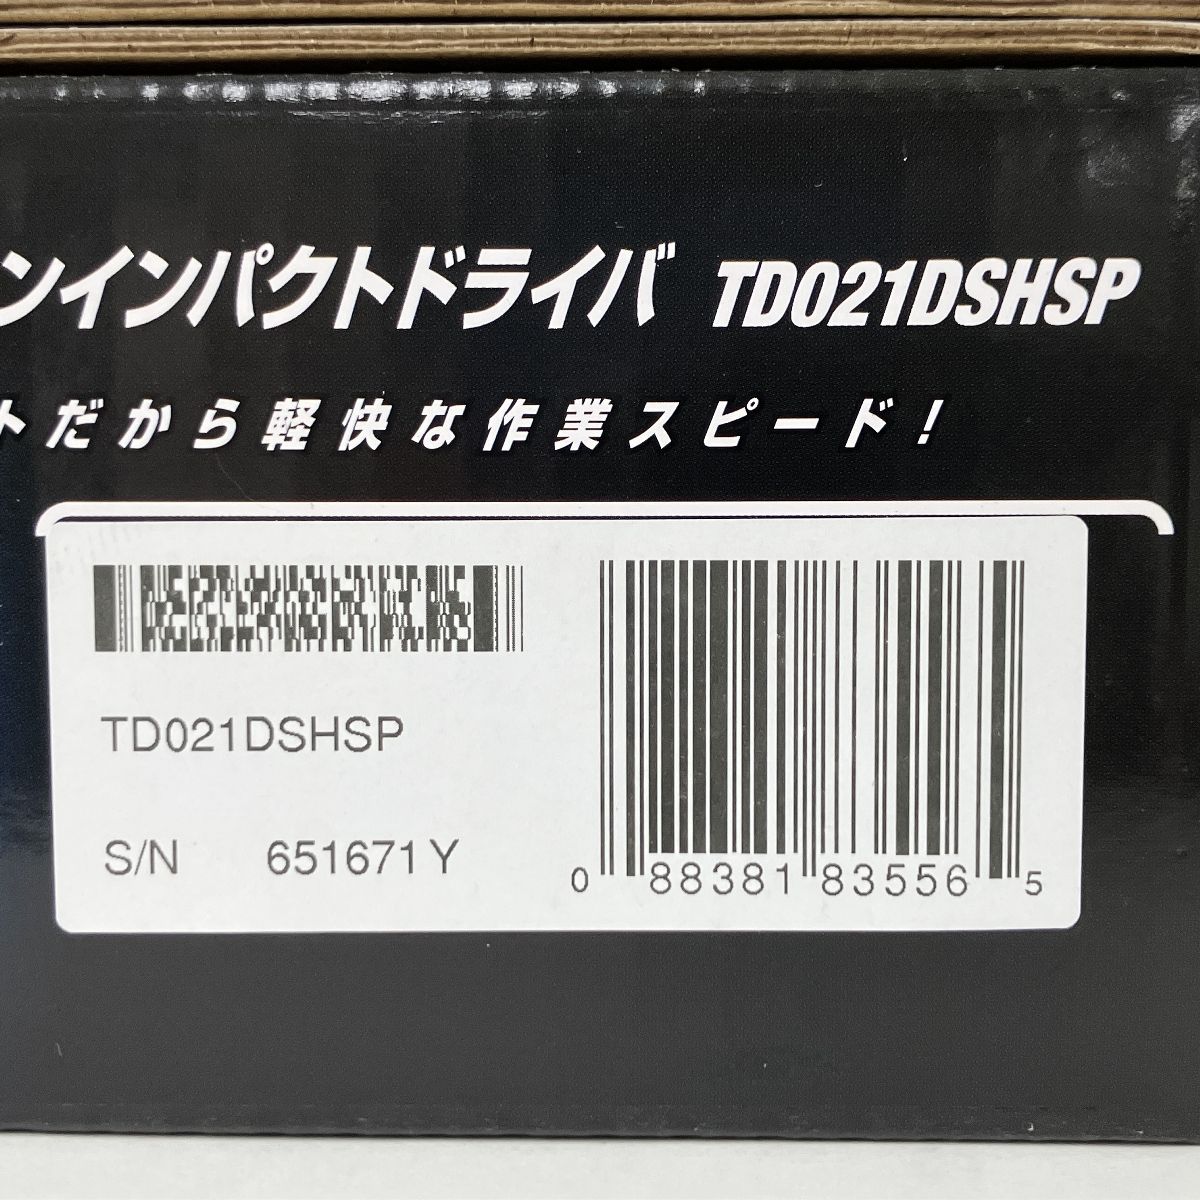 ンインパクトドライバ TD021DSHSP
トだから軽快な作業スピード!
TD021DSHSP
S/N 651671Y
0 88381 83556 5